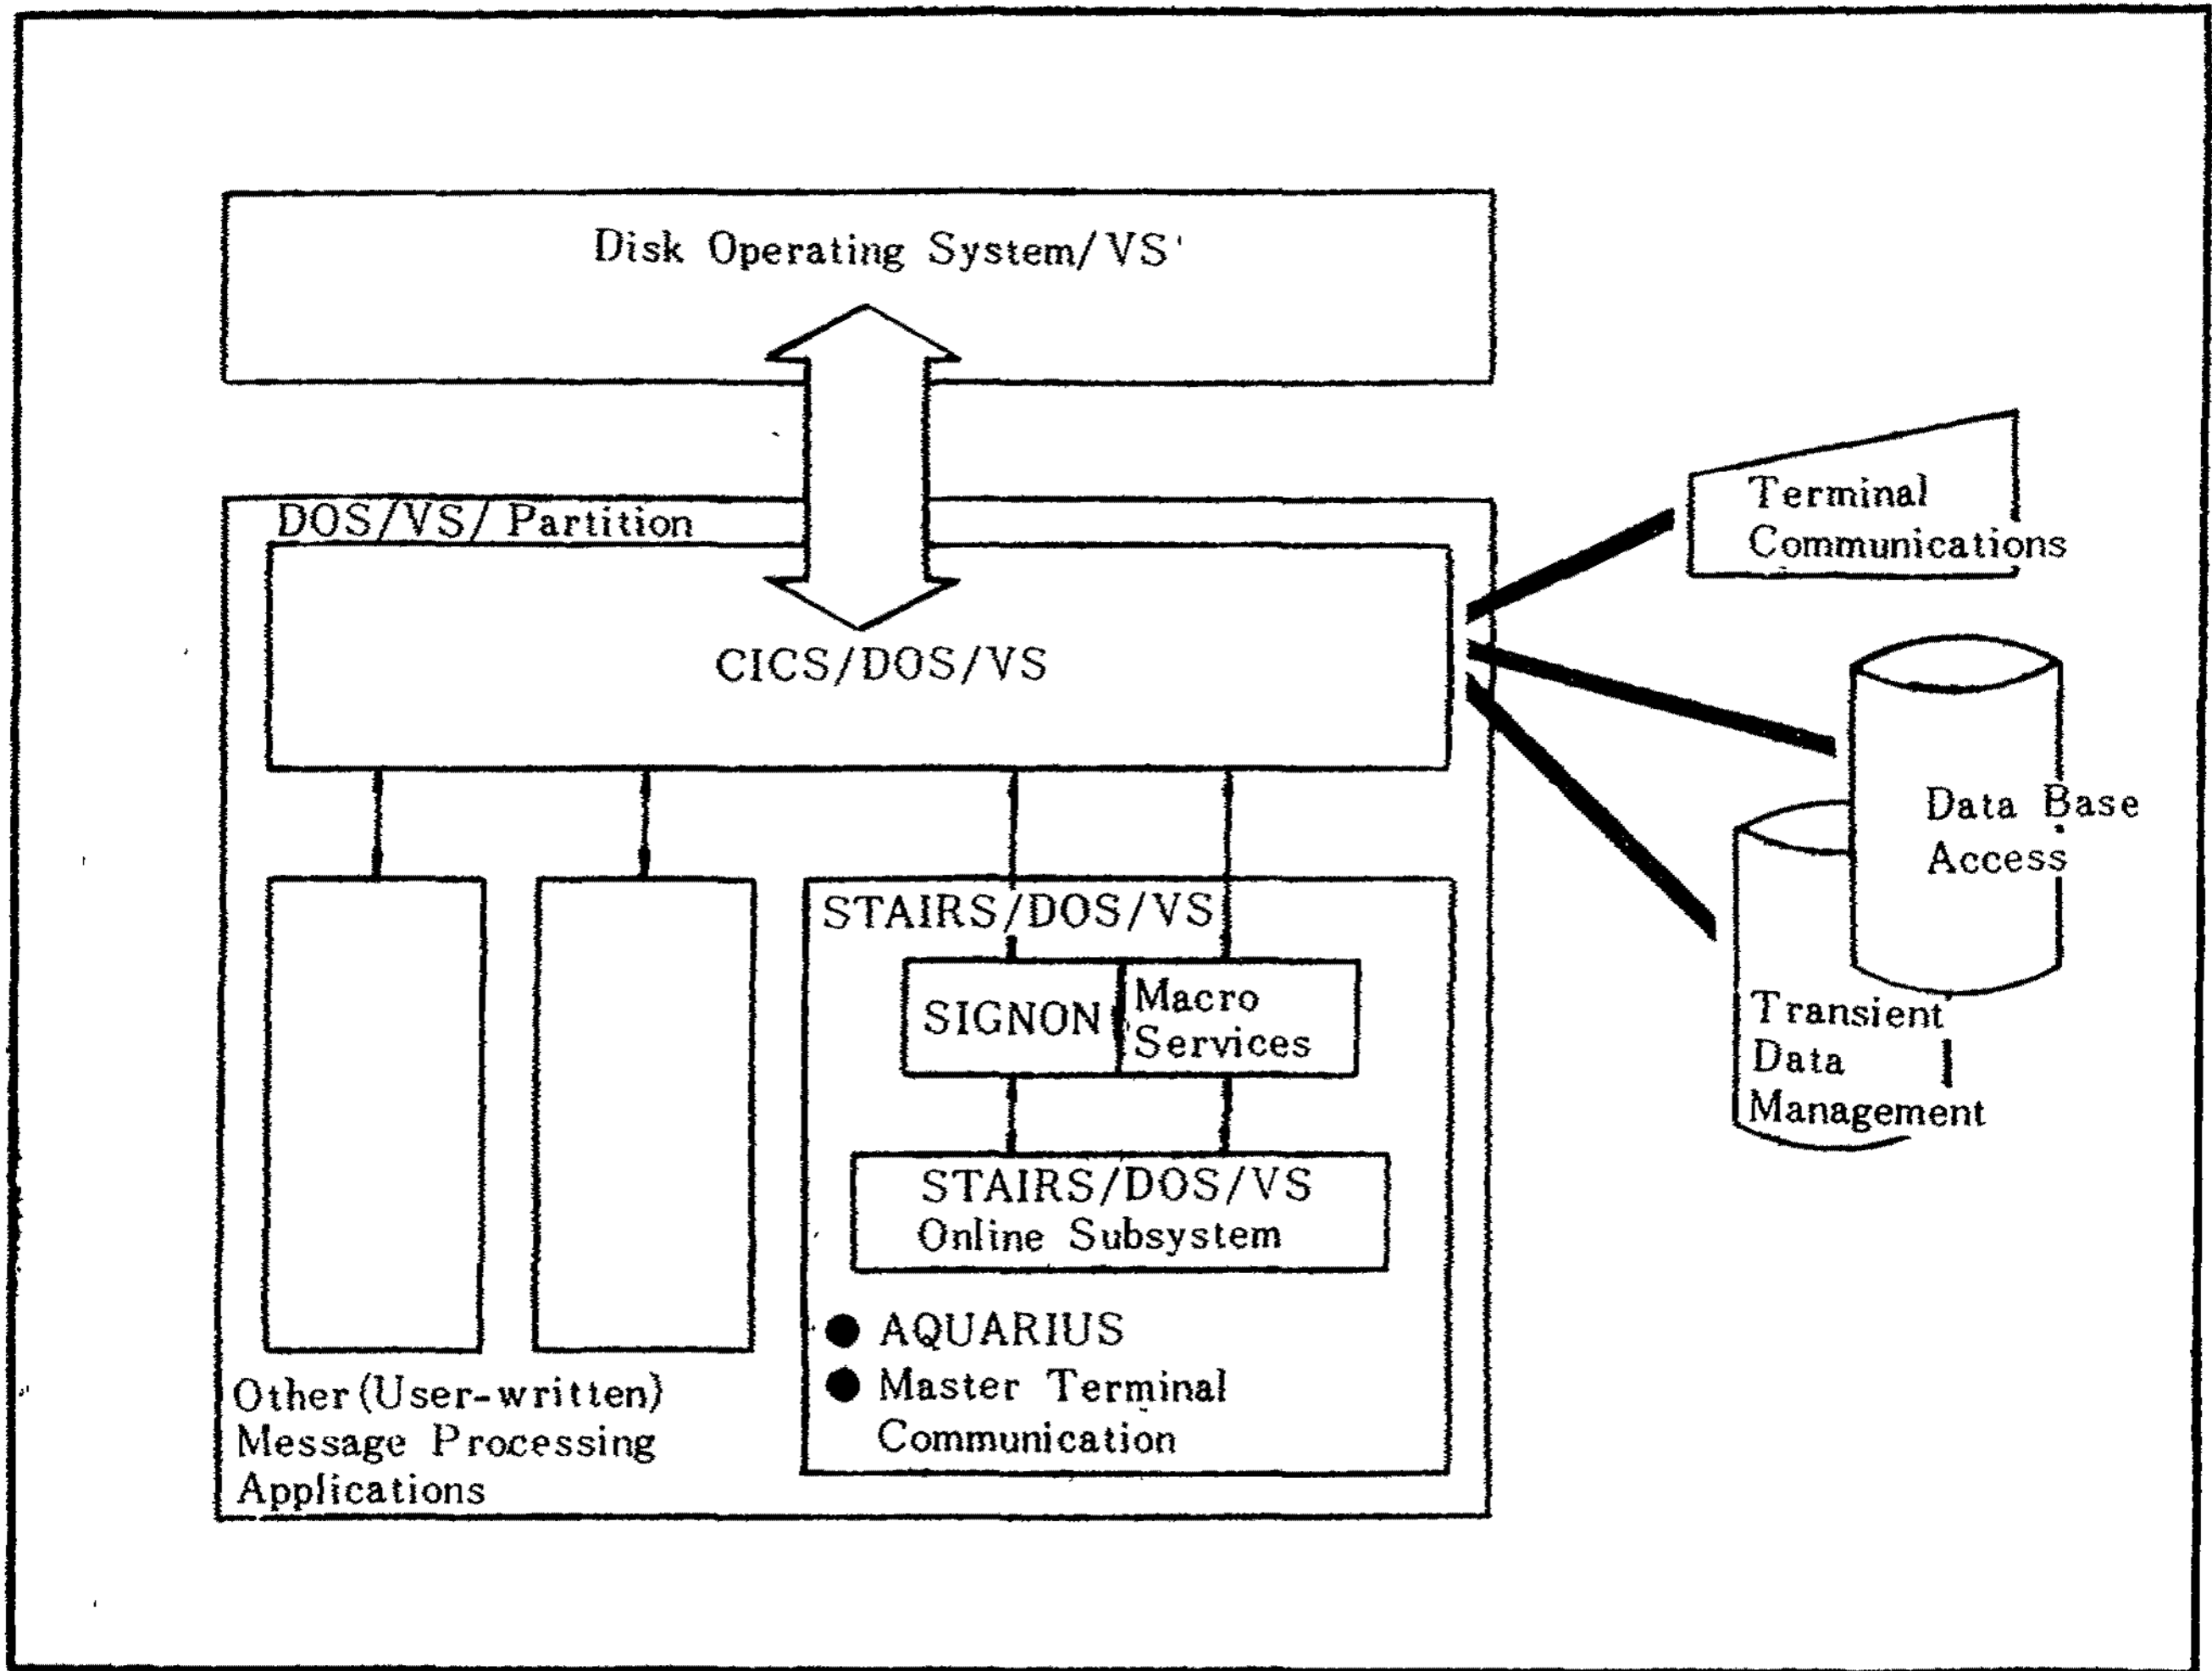 Disk Operating System/VS
DOS/VS/ Partition
CICS/DOS/VS
Terminal
Communications
Data Base
Access
Transient
Data
Management
STAIRS/DOS/VS
SIGNON
Macro
Services
STAIRS/DOS/VS
Online Subsystem
● AQUARIUS
● Master Terminal
Communication
Other (User-written)
Message Processing
Applications